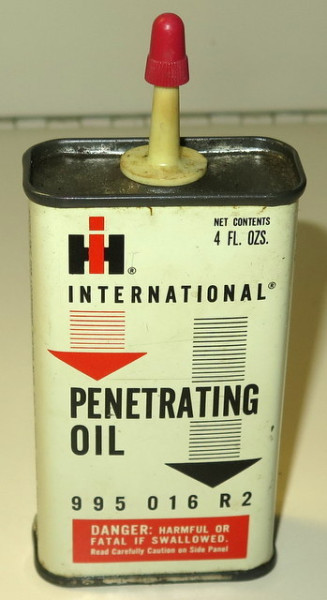 NET CONTENTS
4 FL. OZS.
IH®
INTERNATIONAL®
PENETRATING
OIL
995 016 R2
DANGER: HARMFUL OR
FATAL IF SWALLOWED.
Read Carefully Caution on Side Panel